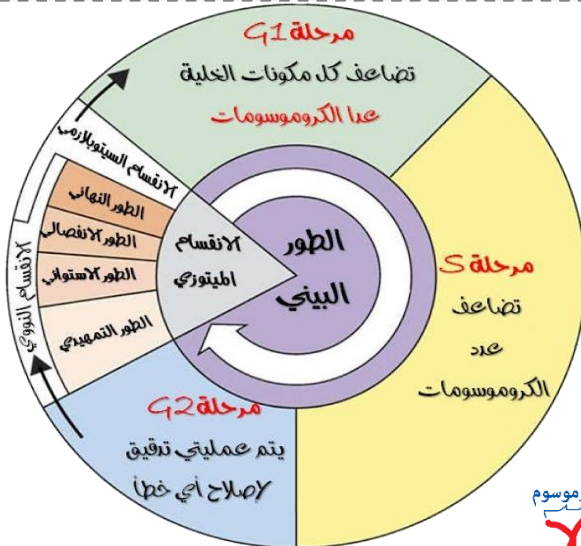 مرحلة G1
تضاعف كل مكونات الخلية
عدا الكروموسومات
مرحلة S
تضاعف
عدد
الكروموسومات
مرحلة G2
يتم عمليتي تدقيق
لإصلاح أي خطأ
الطور
البيني
الانقسام
الميتوزي
الانقسام السيتوبلازمي
الطور النهائي
الطور الانفصالي
الطور الاستوائي
الطور التمهيدي
الانقسام النووي